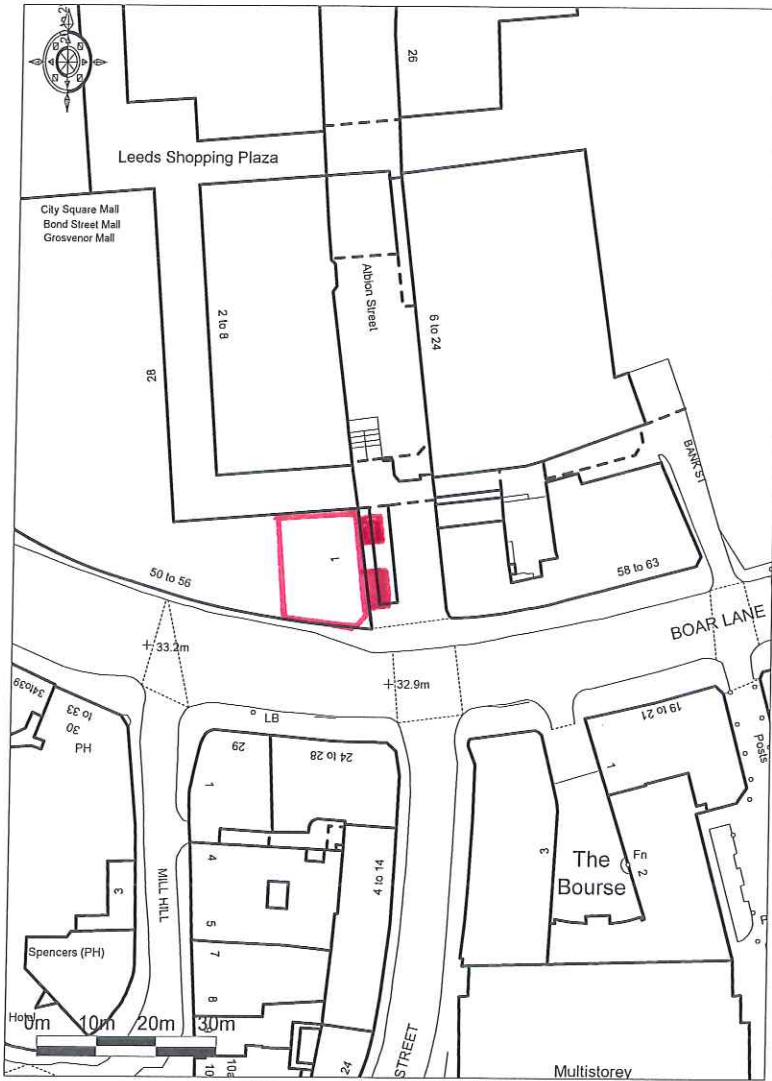 26
Leeds Shopping Plaza
City Square Mall
Bond Street Mall
Grosvenor Mall
Albion Street
2 to 8
6 to 24
28
BANK ST
1
50 to 56
58 to 63
BOAR LANE
33.2m
32.9m
34to39
30
to 33
PH
LB
29
24 to 28
19 to 21
Posts
1
1
3
4
4 to 14
The
Bourse
Fn
2
MILL HILL
3
5
7
Spencers (PH)
8
Hotel
0m 10m 20m 30m
10
10a
24
STREET
Multistorey